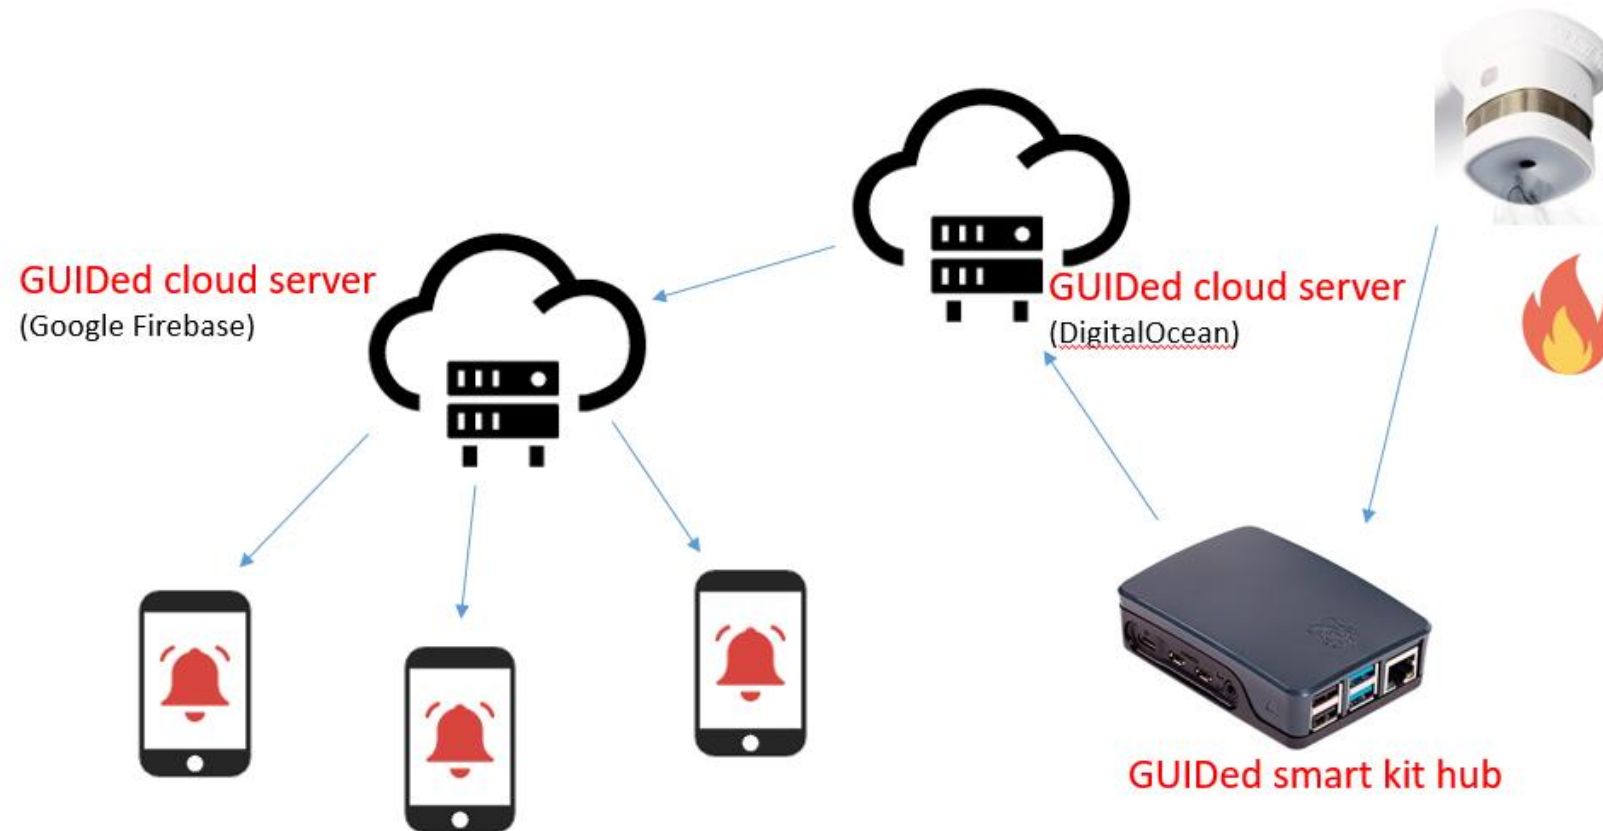 GUIDed cloud server
(Google Firebase)
GUIDed cloud server
(DigitalOcean)
GUIDed smart kit hub